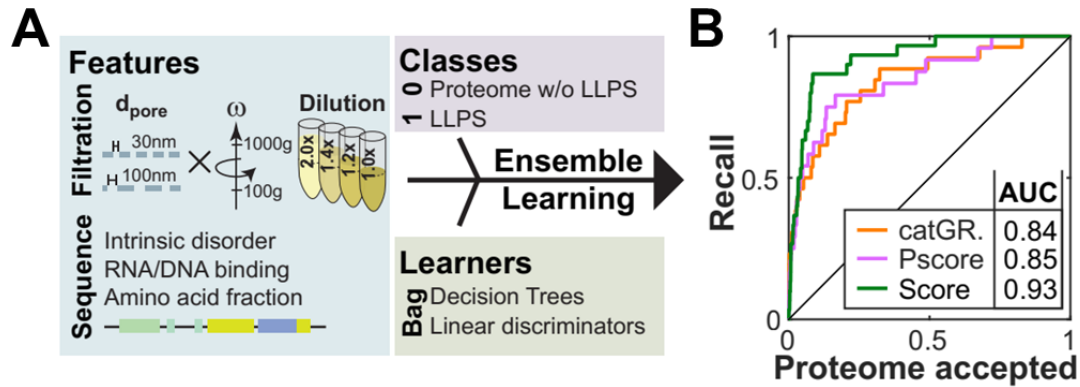 A
Features
Filtration
d_pore
30nm
100nm
×
ω
1000g
100g
Dilution
2.0x
1.4x
1.2x
1.0x
Sequence
Intrinsic disorder
RNA/DNA binding
Amino acid fraction
Classes
0 Proteome w/o LLPS
1 LLPS
Ensemble
Learning
Learners
Bag
Decision Trees
Linear discriminators
B
Recall
1
0.5
0
0
0.5
1
Proteome accepted
AUC
catGR. 0.84
Pscore 0.85
Score 0.93